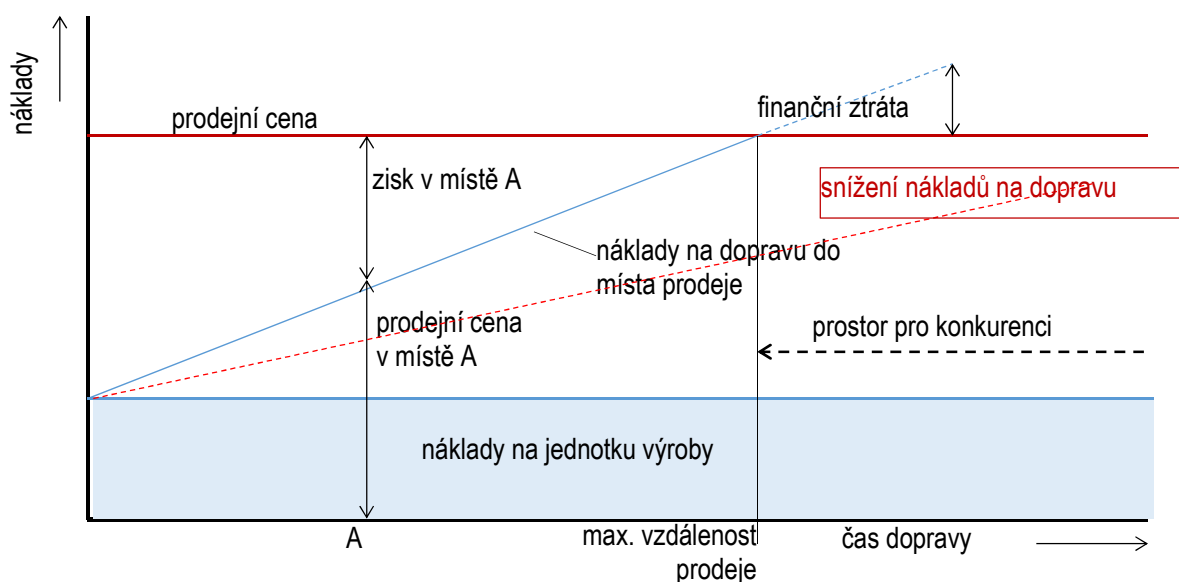 náklady
prodejní cena
finanční ztráta
zisk v místě A
snížení nákladů na dopravu
náklady na dopravu do
místa prodeje
prodejní cena
v místě A
prostor pro konkurenci
náklady na jednotku výroby
A
max. vzdálenost
prodeje
čas dopravy